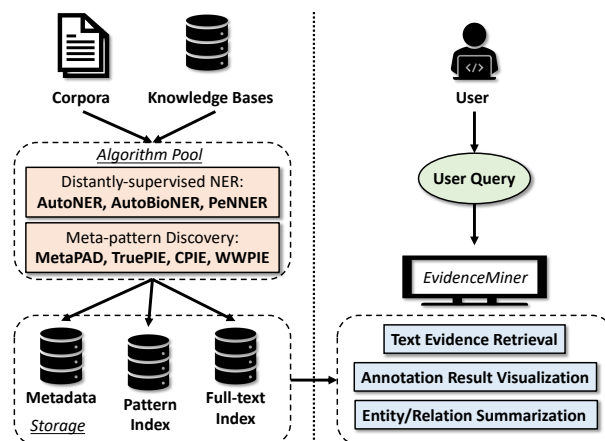 Corpora
Knowledge Bases
Algorithm Pool
Distantly-supervised NER:
AutoNER, AutoBioNER, PeNNER
Meta-pattern Discovery:
MetaPAD, TruePIE, CPIE, WWPIE
Metadata
Pattern
Index
Full-text
Index
Storage
User
</>
User Query
EvidenceMiner
Text Evidence Retrieval
Annotation Result Visualization
Entity/Relation Summarization